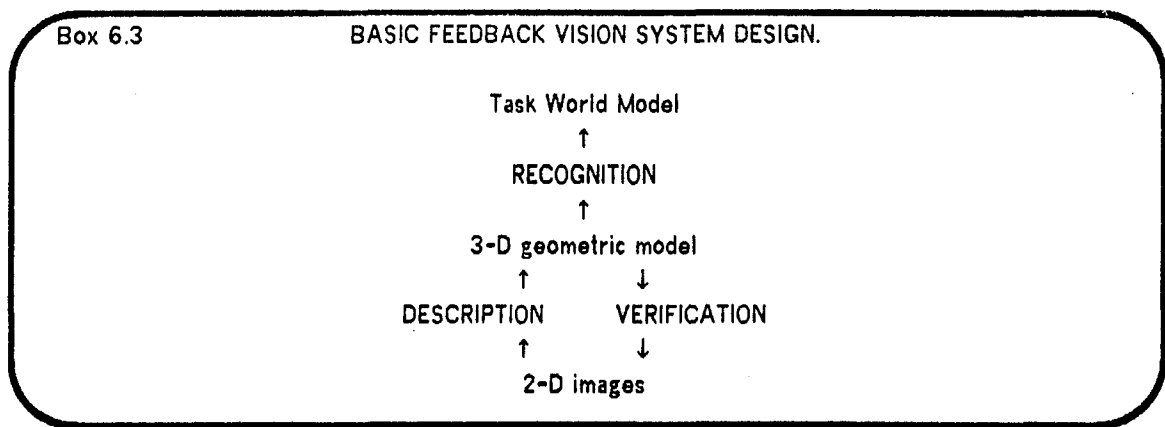 Box 6.3 BASIC FEEDBACK VISION SYSTEM DESIGN.
Task World Model
↑
RECOGNITION
↑
3-D geometric model
↑ ↓
DESCRIPTION VERIFICATION
↑ ↓
2-D images